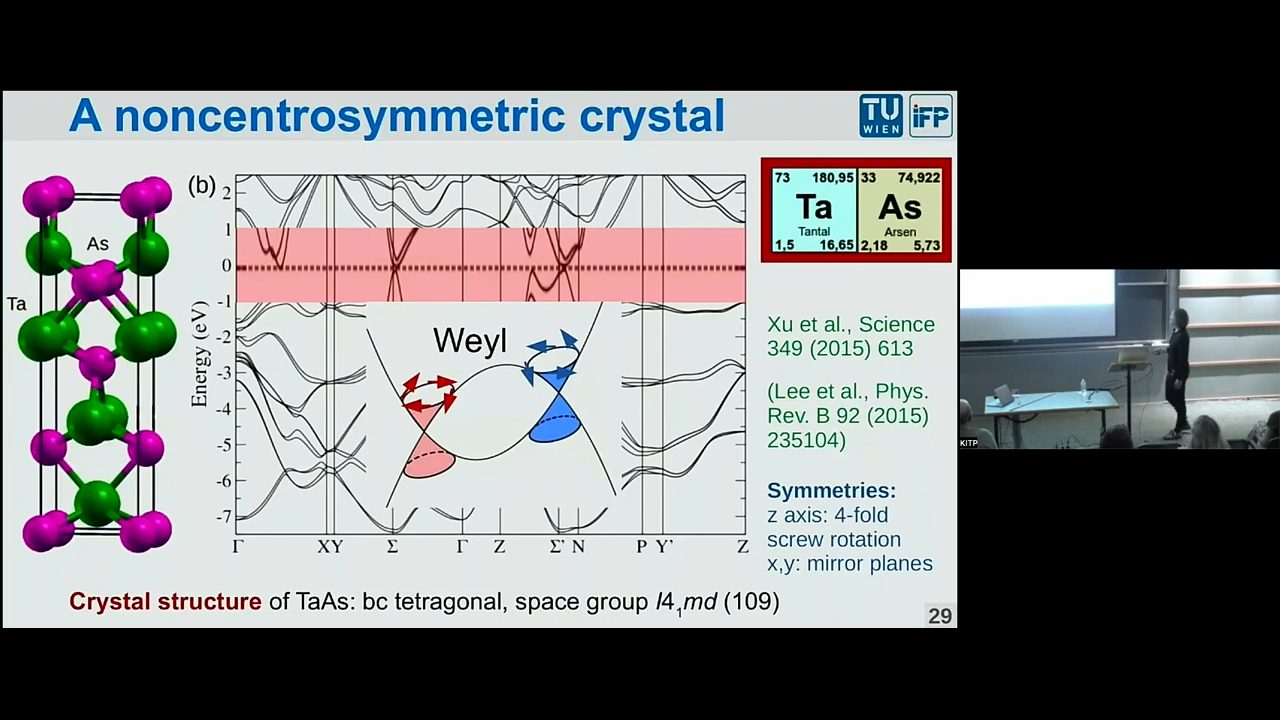 A noncentrosymmetric crystal
TU
WIEN
iFP
As
Ta
(b)
2
1
0
-1
-2
-3
-4
-5
-6
-7
Energy (eV)
Weyl
Γ XY Σ Γ Z Σ' N P Y' Z
73 180,95 33 74,922
Ta As
Tantal Arsen
1,5 16,65 2,18 5,73
Xu et al., Science
349 (2015) 613
(Lee et al., Phys.
Rev. B 92 (2015)
235104)
Symmetries:
z axis: 4-fold
screw rotation
x,y: mirror planes
Crystal structure of TaAs: bc tetragonal, space group I4₁md (109)
29
KITP